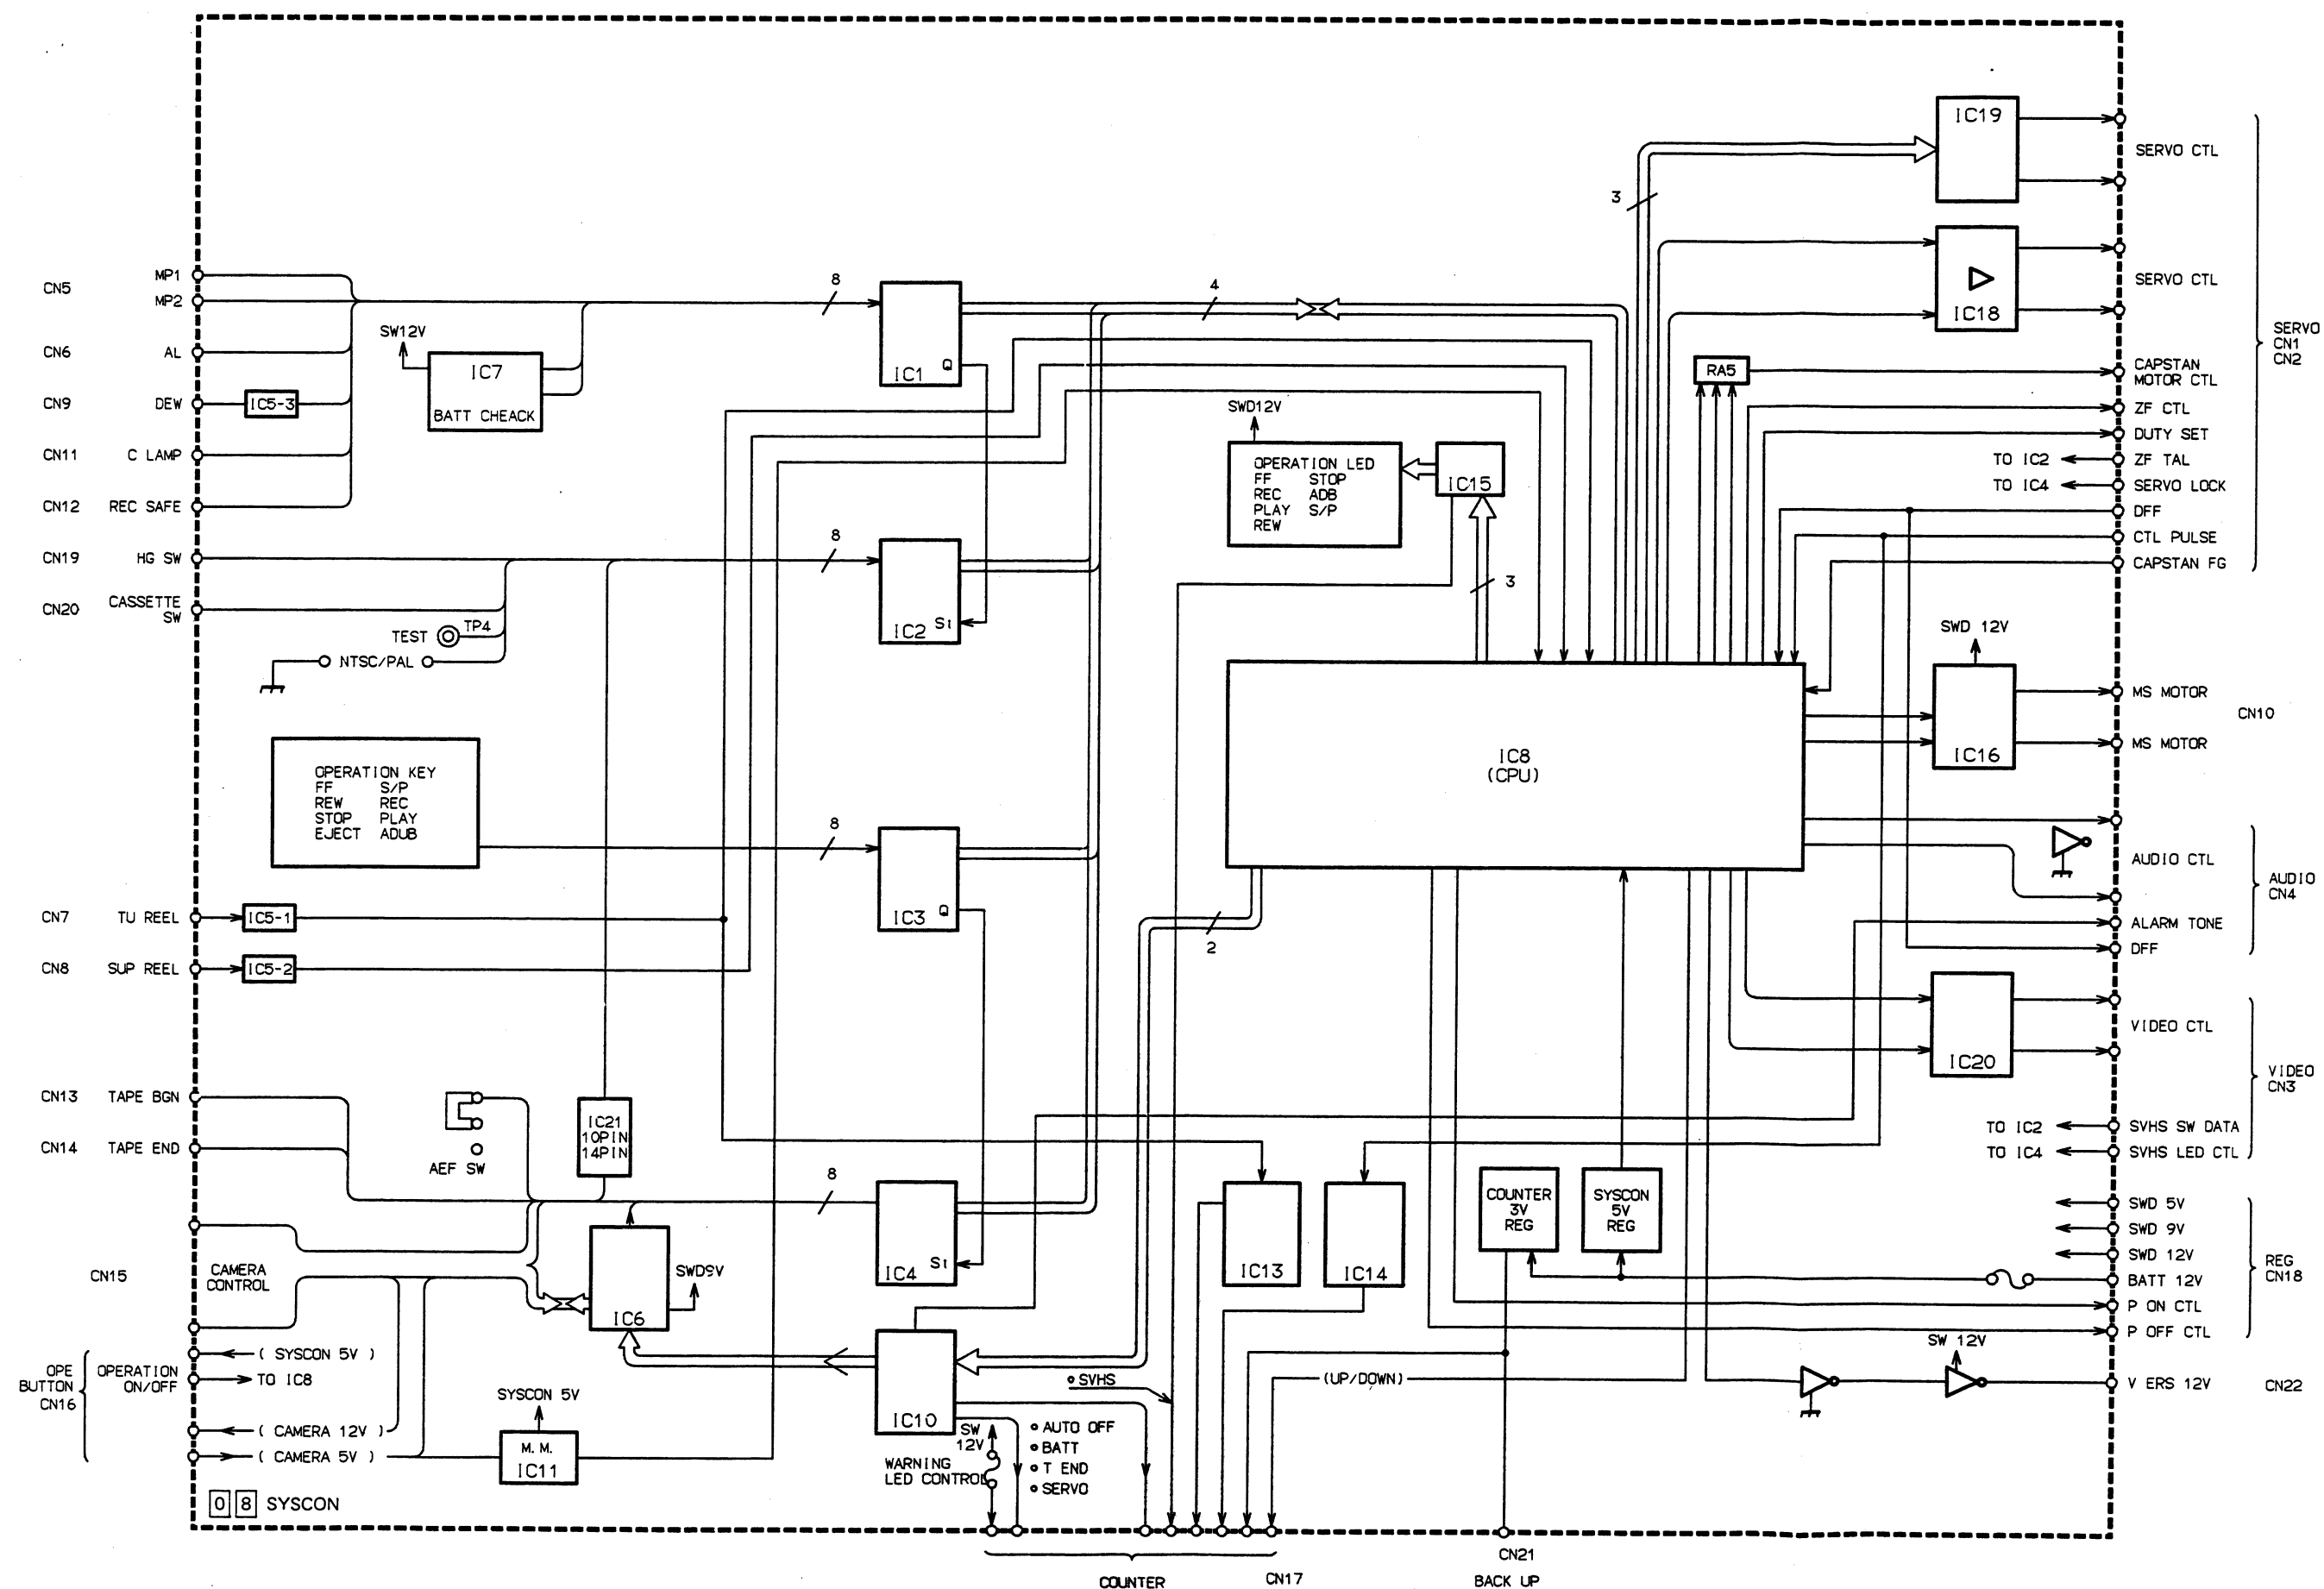 IC19
SERVO CTL
3
IC18
SERVO CTL
SERVO
CN1
CN2
CN5
MP1
MP2
8
IC1
Q
4
SW12V
IC7
BATT CHEACK
CN6
AL
CN9
DEW
IC5-3
CN11
C LAMP
CN12
REC SAFE
RA5
CAPSTAN
MOTOR CTL
ZF CTL
DUTY SET
TO IC2
ZF TAL
TO IC4
SERVO LOCK
DFF
CTL PULSE
CAPSTAN FG
SWD12V
OPERATION LED
FF STOP
REC ADB
PLAY S/P
REW
IC15
3
CN19
HG SW
8
IC2
SI
CN20
CASSETTE
SW
TEST
TP4
NTSC/PAL
SWD 12V
IC16
MS MOTOR
MS MOTOR
CN10
IC8
(CPU)
OPERATION KEY
FF S/P
REW REC
STOP PLAY
EJECT ADUB
8
IC3
Q
AUDIO CTL
AUDIO
CN4
ALARM TONE
DFF
CN7
TU REEL
IC5-1
CN8
SUP REEL
IC5-2
2
IC20
VIDEO CTL
VIDEO
CN3
TO IC2
SVHS SW DATA
TO IC4
SVHS LED CTL
CN13
TAPE BGN
CN14
TAPE END
AEF SW
IC21
10PIN
14PIN
8
IC4
SI
IC13
IC14
COUNTER
3V
REG
SYSCON
5V
REG
SWD 5V
SWD 9V
SWD 12V
BATT 12V
P ON CTL
P OFF CTL
REG
CN18
CN15
CAMERA
CONTROL
IC6
SWD9V
IC10
SVHS
(UP/DOWN)
SW 12V
V ERS 12V
CN22
OPE
BUTTON
CN16
OPERATION
ON/OFF
( SYSCON 5V )
TO IC8
( CAMERA 12V )
( CAMERA 5V )
SYSCON 5V
M.M.
IC11
SW
12V
WARNING
LED CONTROL
AUTO OFF
BATT
T END
SERVO
08 SYSCON
COUNTER
CN17
CN21
BACK UP